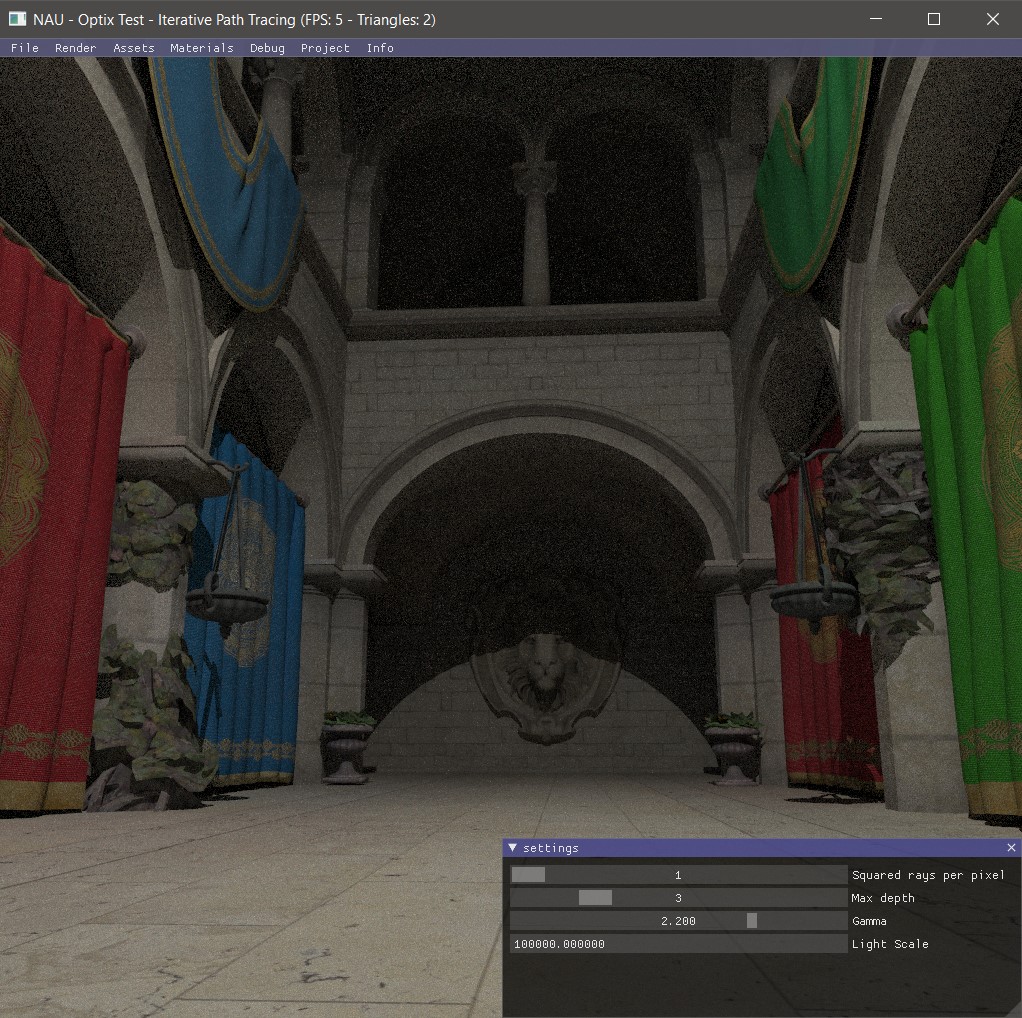 NAU - Optix Test - Iterative Path Tracing (FPS: 5 - Triangles: 2)
File Render Assets Materials Debug Project Info
settings
1 Squared rays per pixel
3 Max depth
2.200 Gamma
100000.000000 Light Scale